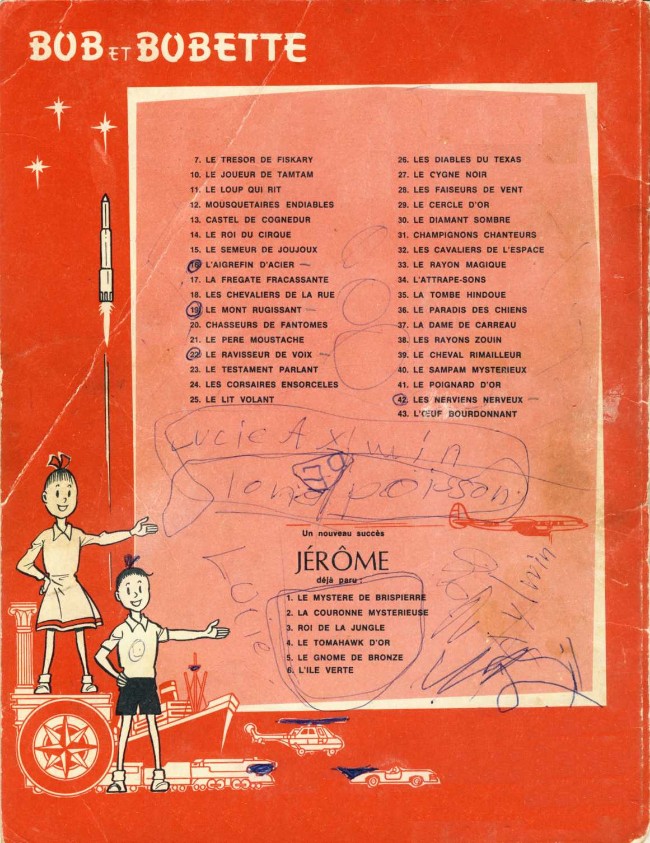 BOB ET BOBETTE
7. LE TRESOR DE FISKARY
10. LE JOUEUR DE TAMTAM
11. LE LOUP QUI RIT
12. MOUSQUETAIRES ENDIABLES
13. CASTEL DE COGNEDUR
14. LE ROI DU CIRQUE
15. LE SEMEUR DE JOUJOUX
16. L'AIGREFIN D'ACIER –
17. LA FREGATE FRACASSANTE
18. LES CHEVALIERS DE LA RUE
19. LE MONT RUGISSANT –
20. CHASSEURS DE FANTOMES
21. LE PERE MOUSTACHE
22. LE RAVISSEUR DE VOIX –
23. LE TESTAMENT PARLANT
24. LES CORSAIRES ENSORCELES
25. LE LIT VOLANT
26. LES DIABLES DU TEXAS
27. LE CYGNE NOIR
28. LES FAISEURS DE VENT
29. LE CERCLE D'OR
30. LE DIAMANT SOMBRE
31. CHAMPIGNONS CHANTEURS
32. LES CAVALIERS DE L'ESPACE
33. LE RAYON MAGIQUE
34. L'ATTRAPE-SONS
35. LA TOMBE HINDOUE
36. LE PARADIS DES CHIENS
37. LA DAME DE CARREAU
38. LES RAYONS ZOUIN
39. LE CHEVAL RIMAILLEUR
40. LE SAMPAM MYSTERIEUX
41. LE POIGNARD D'OR
42. LES NERVIENS NERVEUX –
43. L'ŒUF BOURDONNANT
Lucie
poisson
Un nouveau succès
JÉRÔME
déjà paru :
1. LE MYSTERE DE BRISPIERRE
2. LA COURONNE MYSTERIEUSE
3. ROI DE LA JUNGLE
4. LE TOMAHAWK D'OR
5. LE GNOME DE BRONZE
6. L'ILE VERTE
Lucie